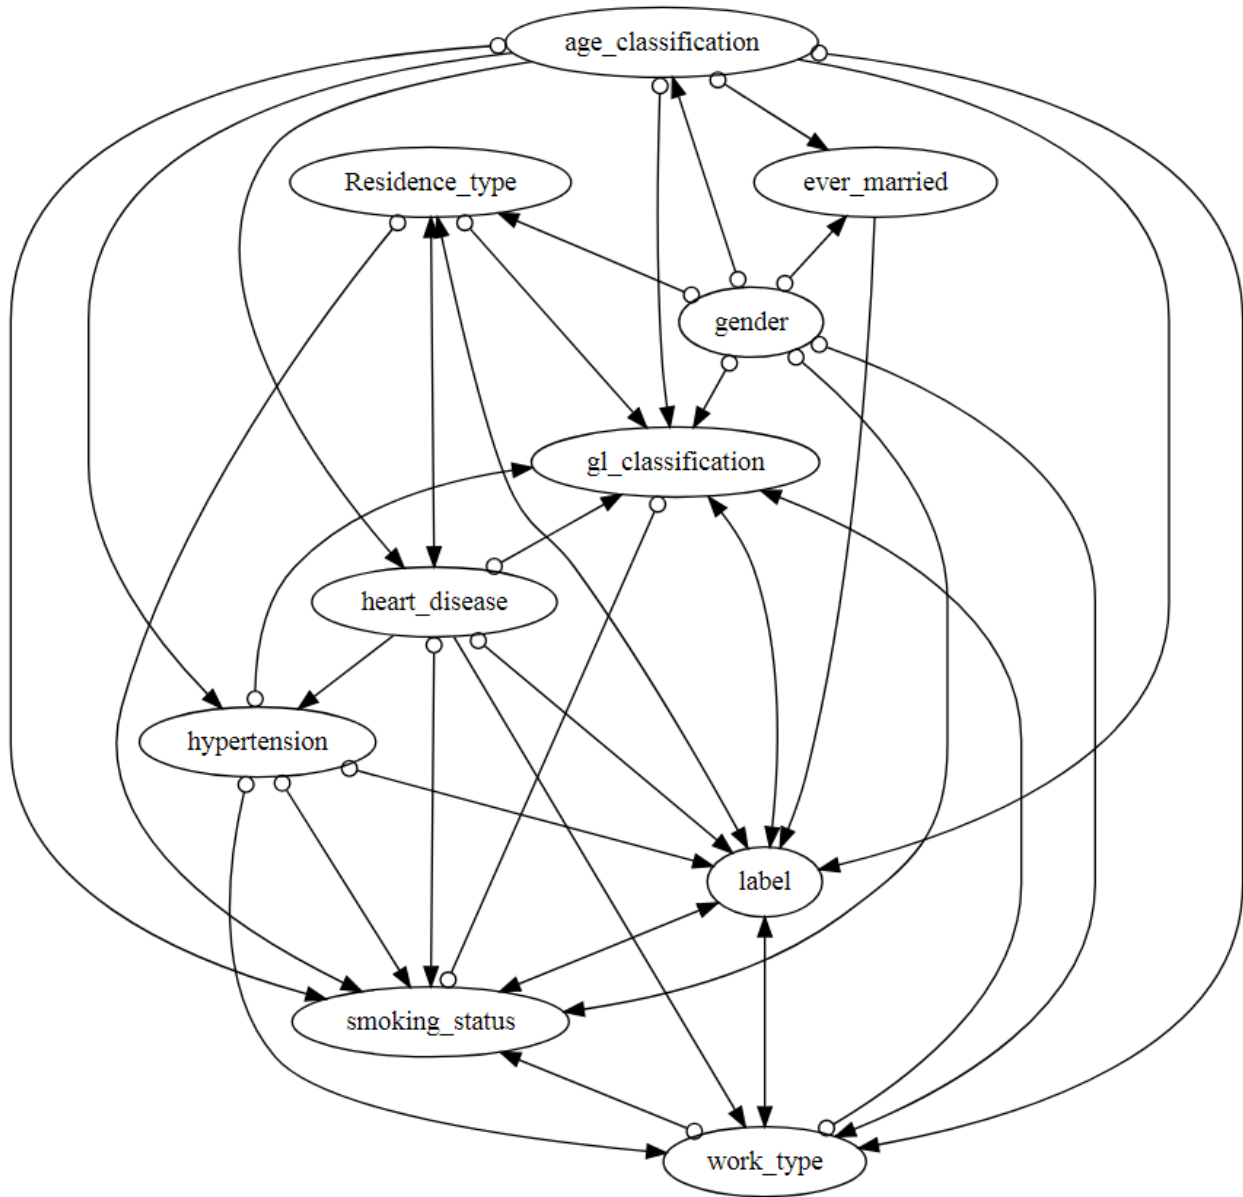 age_classification
Residence_type
ever_married
gender
gl_classification
heart_disease
hypertension
label
smoking_status
work_type